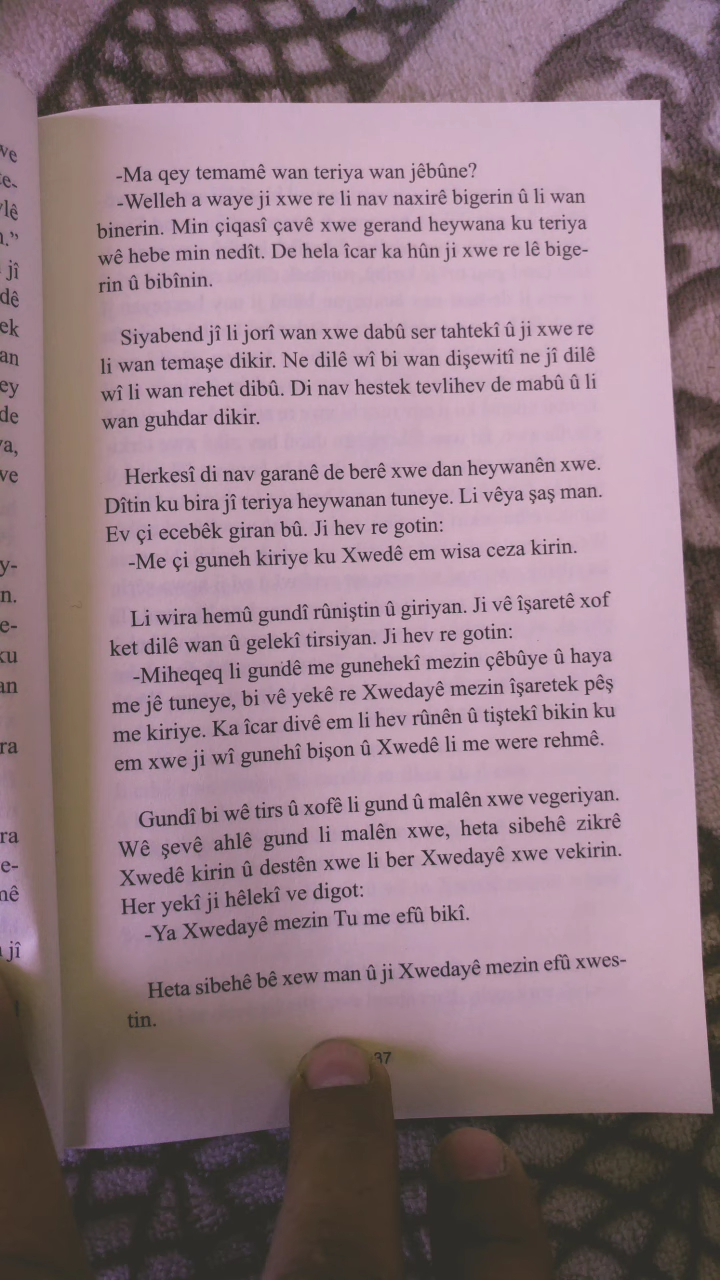 -Ma qey temamê wan teriya wan jêbûne?
-Welleh a waye ji xwe re li nav naxirê bigerin û li wan
binerin. Min çiqasî çavê xwe gerand heywana ku teriya
wê hebe min nedît. De hela îcar ka hûn ji xwe re lê bige-
rin û bibînin.
Siyabend jî li jorî wan xwe dabû ser tahtekî û ji xwe re
li wan temaşe dikir. Ne dilê wî bi wan dişewitî ne jî dilê
wî li wan rehet dibû. Di nav hestek tevlihev de mabû û li
wan guhdar dikir.
Herkesî di nav garanê de berê xwe dan heywanên xwe.
Dîtin ku bira jî teriya heywanan tuneye. Li vêya şaş man.
Ev çi ecebêk giran bû. Ji hev re gotin:
-Me çi guneh kiriye ku Xwedê em wisa ceza kirin.
Li wira hemû gundî rûniştin û giriyan. Ji vê îşaretê xof
ket dilê wan û gelekî tirsiyan. Ji hev re gotin:
-Miheqeq li gundê me gunehekî mezin çêbûye û haya
me jê tuneye, bi vê yekê re Xwedayê mezin îşaretek pêş
me kiriye. Ka îcar divê em li hev rûnên û tiştekî bikin ku
em xwe ji wî gunehî bişon û Xwedê li me were rehmê.
Gundî bi wê tirs û xofê li gund û malên xwe vegeriyan.
Wê şevê ahlê gund li malên xwe, heta sibehê zikrê
Xwedê kirin û destên xwe li ber Xwedayê xwe vekirin.
Her yekî ji hêlekî ve digot:
-Ya Xwedayê mezin Tu me efû bikî.
Heta sibehê bê xew man û ji Xwedayê mezin efû xwes-
tin.
37